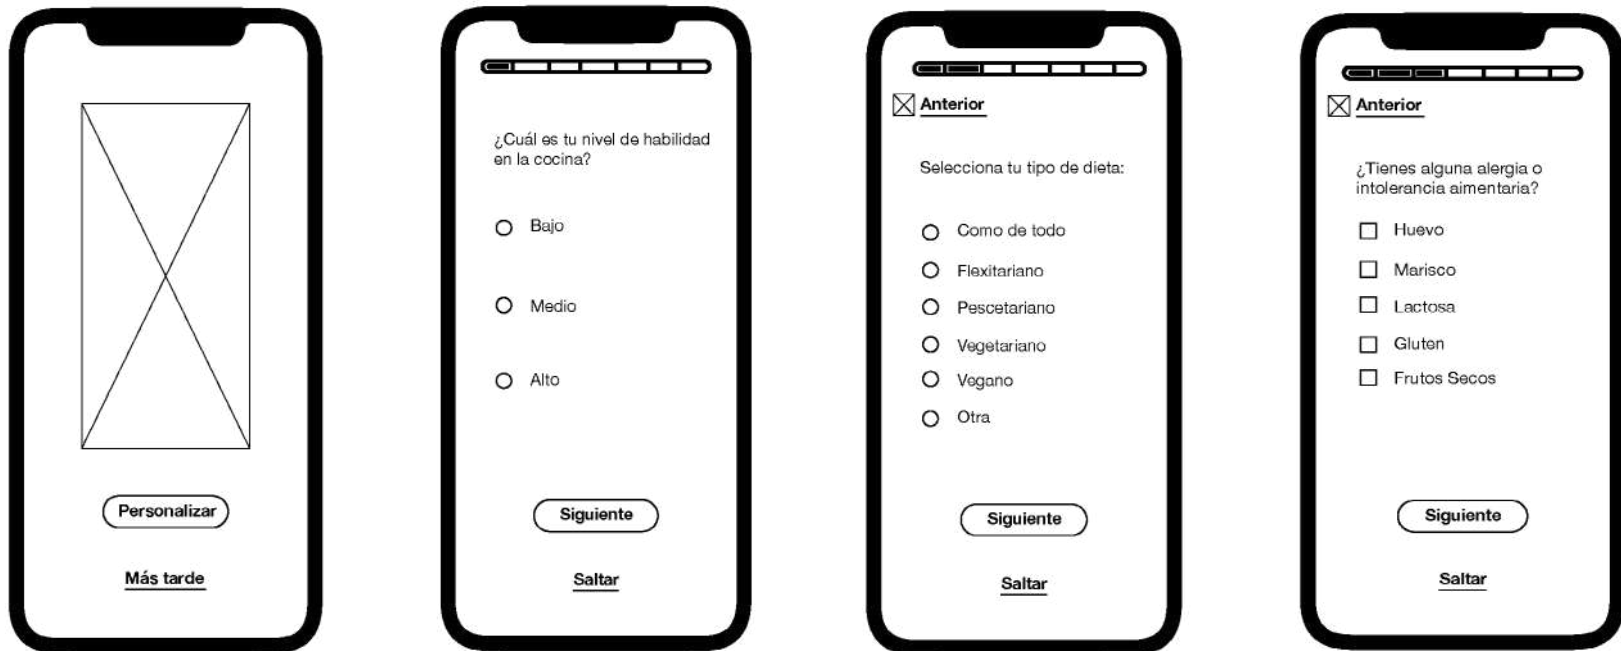 Personalizar
Más tarde
¿Cuál es tu nivel de habilidad
en la cocina?
Bajo
Medio
Alto
Siguiente
Saltar
Anterior
Selecciona tu tipo de dieta:
Como de todo
Flexitariano
Pescetariano
Vegetariano
Vegano
Otra
Siguiente
Saltar
Anterior
¿Tienes alguna alergia o
intolerancia aimentaria?
Huevo
Marisco
Lactosa
Gluten
Frutos Secos
Siguiente
Saltar